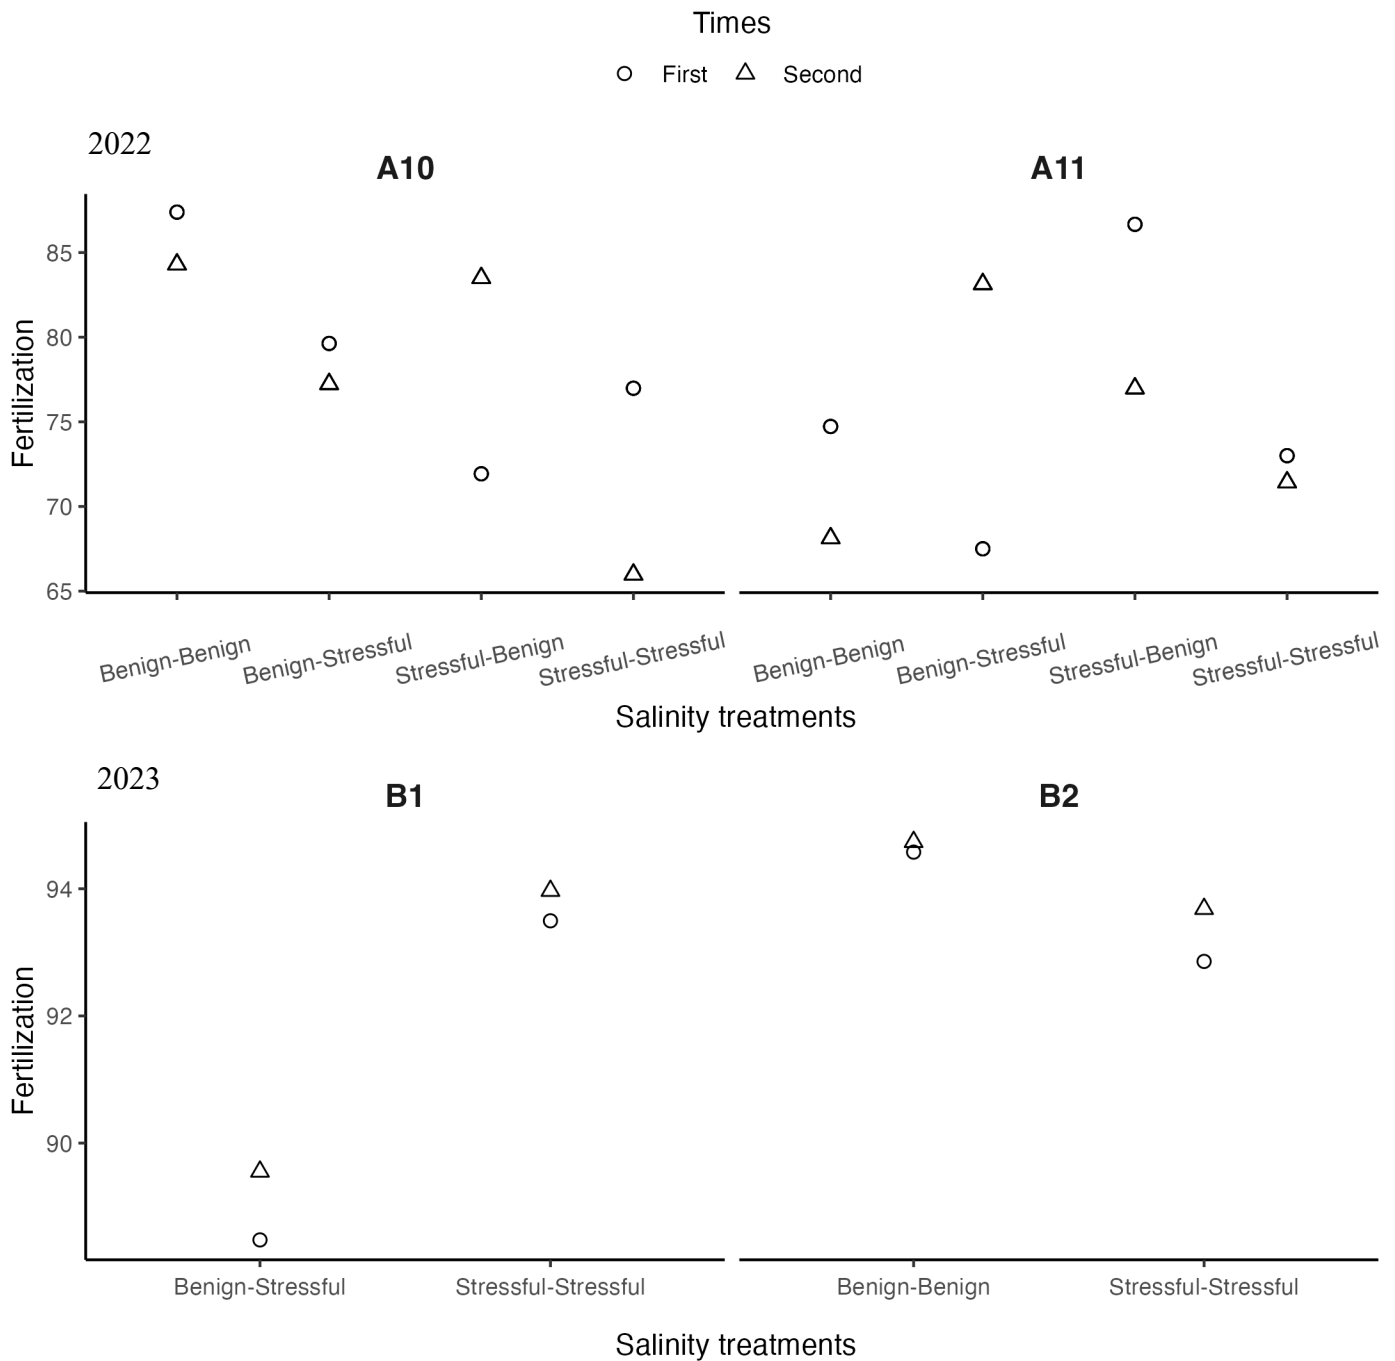 Times
First Second
2022
A10 A11
85
80
75
70
65
Fertilization
Benign-Benign Benign-Stressful Stressful-Benign Stressful-Stressful Benign-Benign Benign-Stressful Stressful-Benign Stressful-Stressful
Salinity treatments
2023
B1 B2
94
92
90
Fertilization
Benign-Stressful Stressful-Stressful Benign-Benign Stressful-Stressful
Salinity treatments